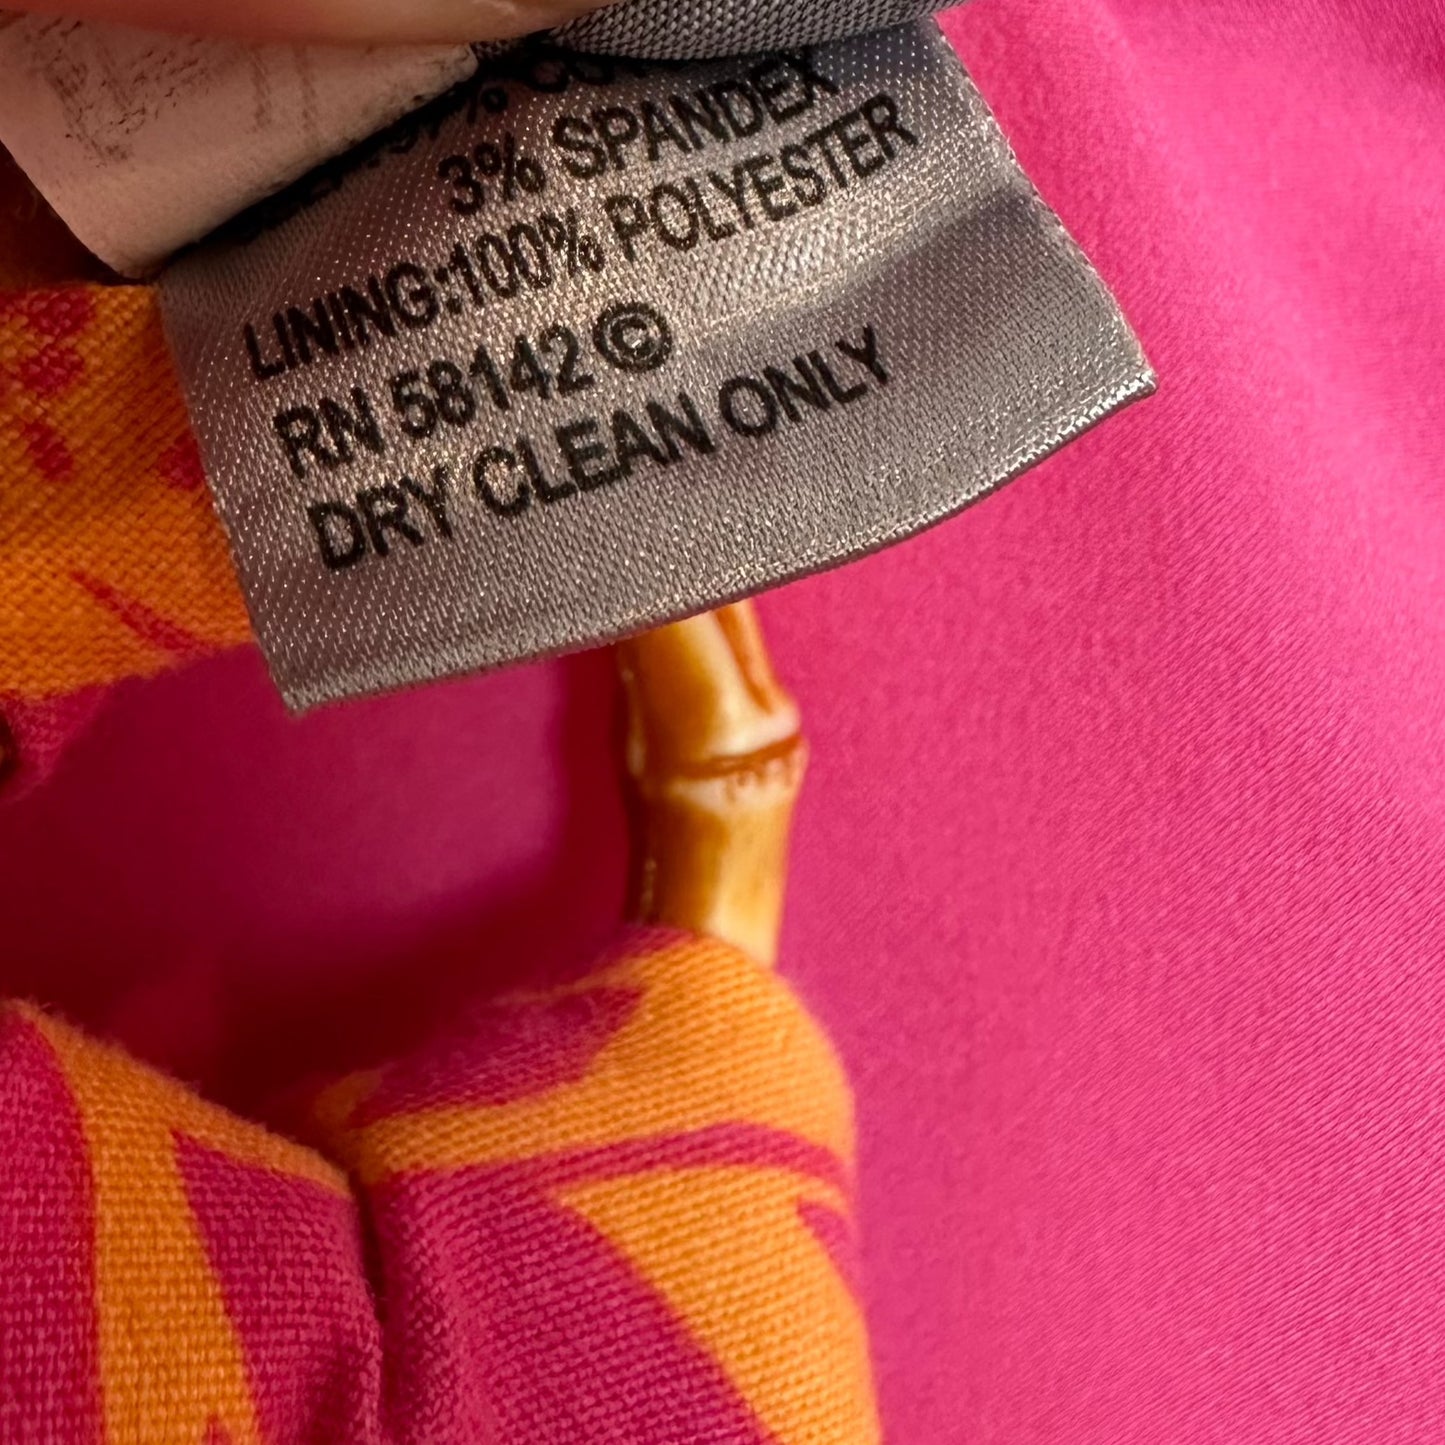 3% SPANDEX
LINING:100% POLYESTER
RN 58142 ©
DRY CLEAN ONLY